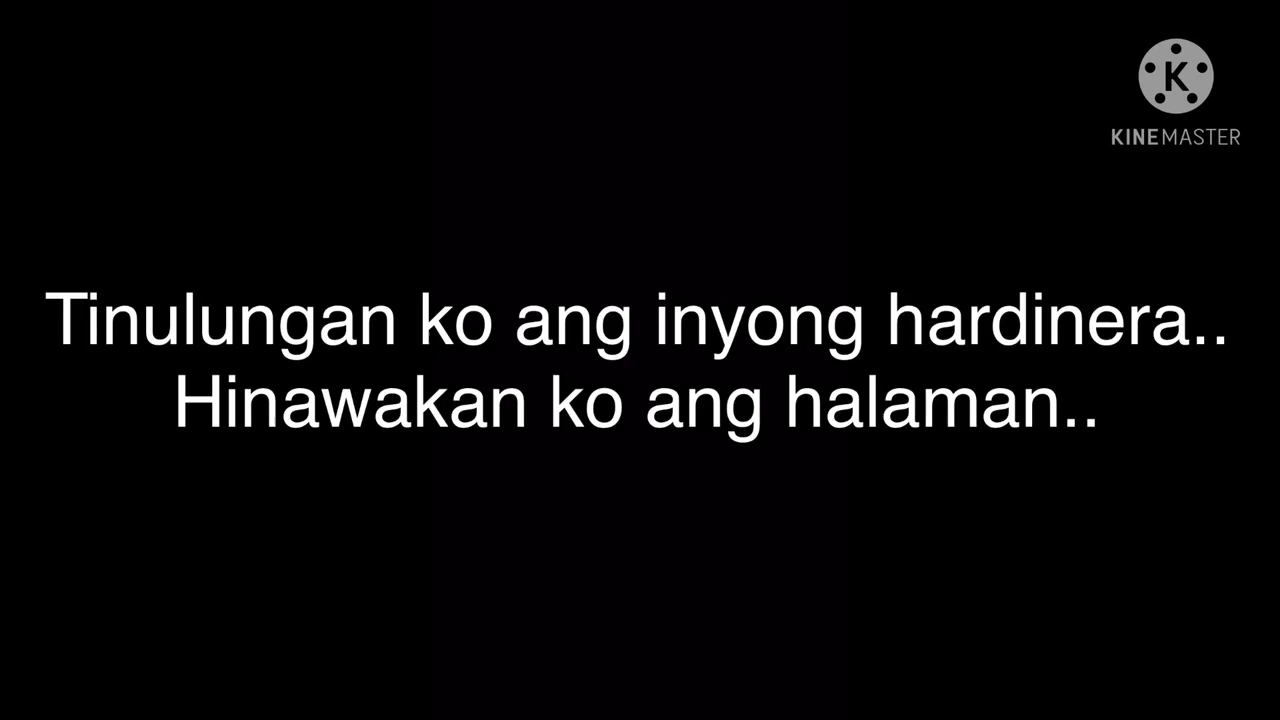 K
KINEMASTER
Tinulungan ko ang inyong hardinera..
Hinawakan ko ang halaman..